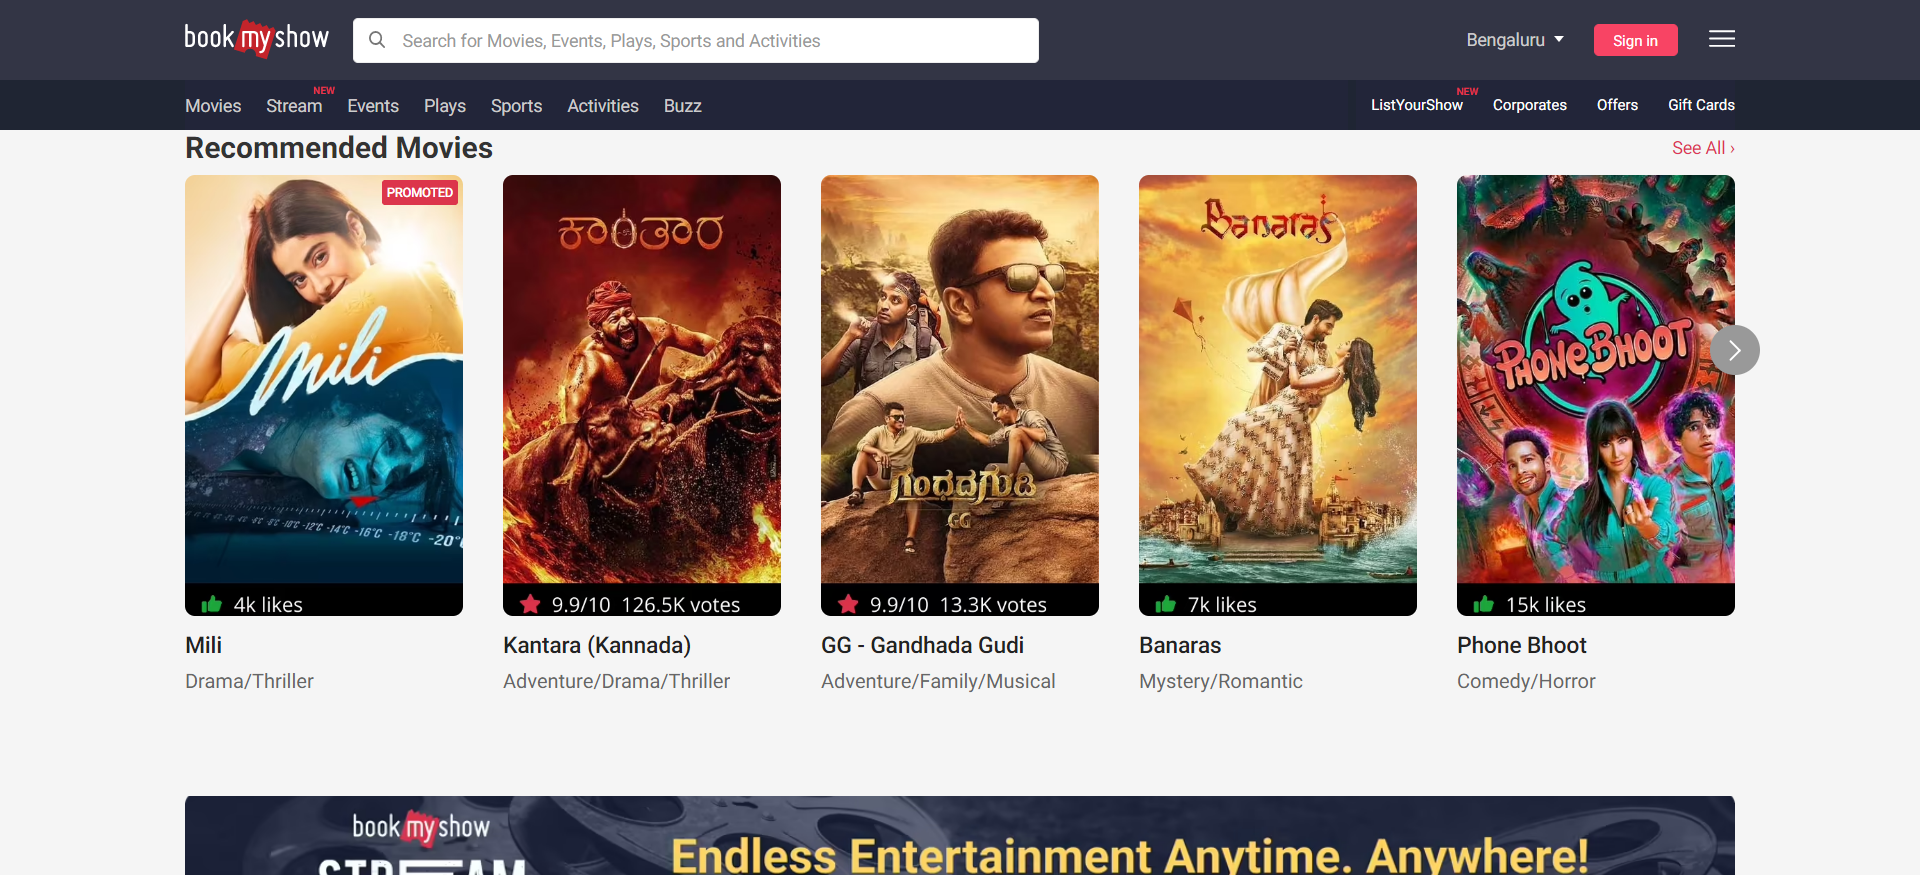 book my show
Search for Movies, Events, Plays, Sports and Activities
Bengaluru
Sign in
Movies
Stream
NEW
Events
Plays
Sports
Activities
Buzz
ListYourShow
NEW
Corporates
Offers
Gift Cards
Recommended Movies
See All ›
PROMOTED
Mili
-10°C -12°C -14°C -16°C -18°C -20°
4k likes
Mili
Drama/Thriller
ಕಾಂತಾರ
9.9/10 126.5K votes
Kantara (Kannada)
Adventure/Drama/Thriller
ಗಂಧದಗುಡಿ
GG
9.9/10 13.3K votes
GG - Gandhada Gudi
Adventure/Family/Musical
Banaras
7k likes
Banaras
Mystery/Romantic
PHONE BHOOT
15k likes
Phone Bhoot
Comedy/Horror
book my show
STREAM
Endless Entertainment Anytime. Anywhere!